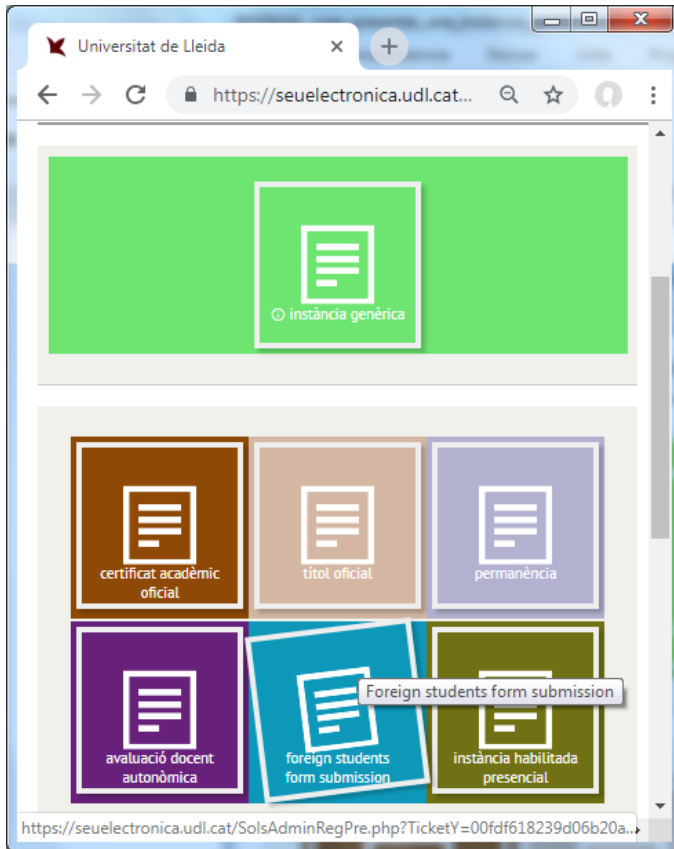 Universitat de Lleida
https://seuelectronica.udl.cat...
instància genèrica
certificat acadèmic
oficial
títol oficial
permanència
Foreign students form submission
avaluació docent
autonòmica
foreign students
form submission
instància habilitada
presencial
https://seuelectronica.udl.cat/SolsAdminRegPre.php?TicketY=00fdf618239d06b20a...